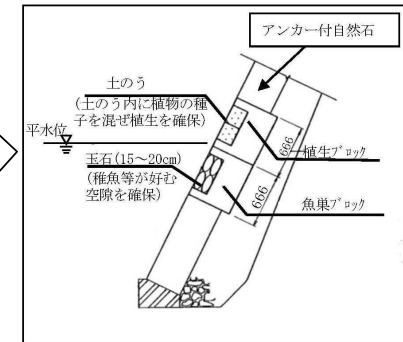 アンカー付自然石
土のう
(土のう内に植物の種
子を混ぜ植生を確保)
平水位
玉石(15～20cm)
(稚魚等が好む
空隙を確保)
植生ﾌﾞﾛｯｸ
魚巣ﾌﾞﾛｯｸ
666
666